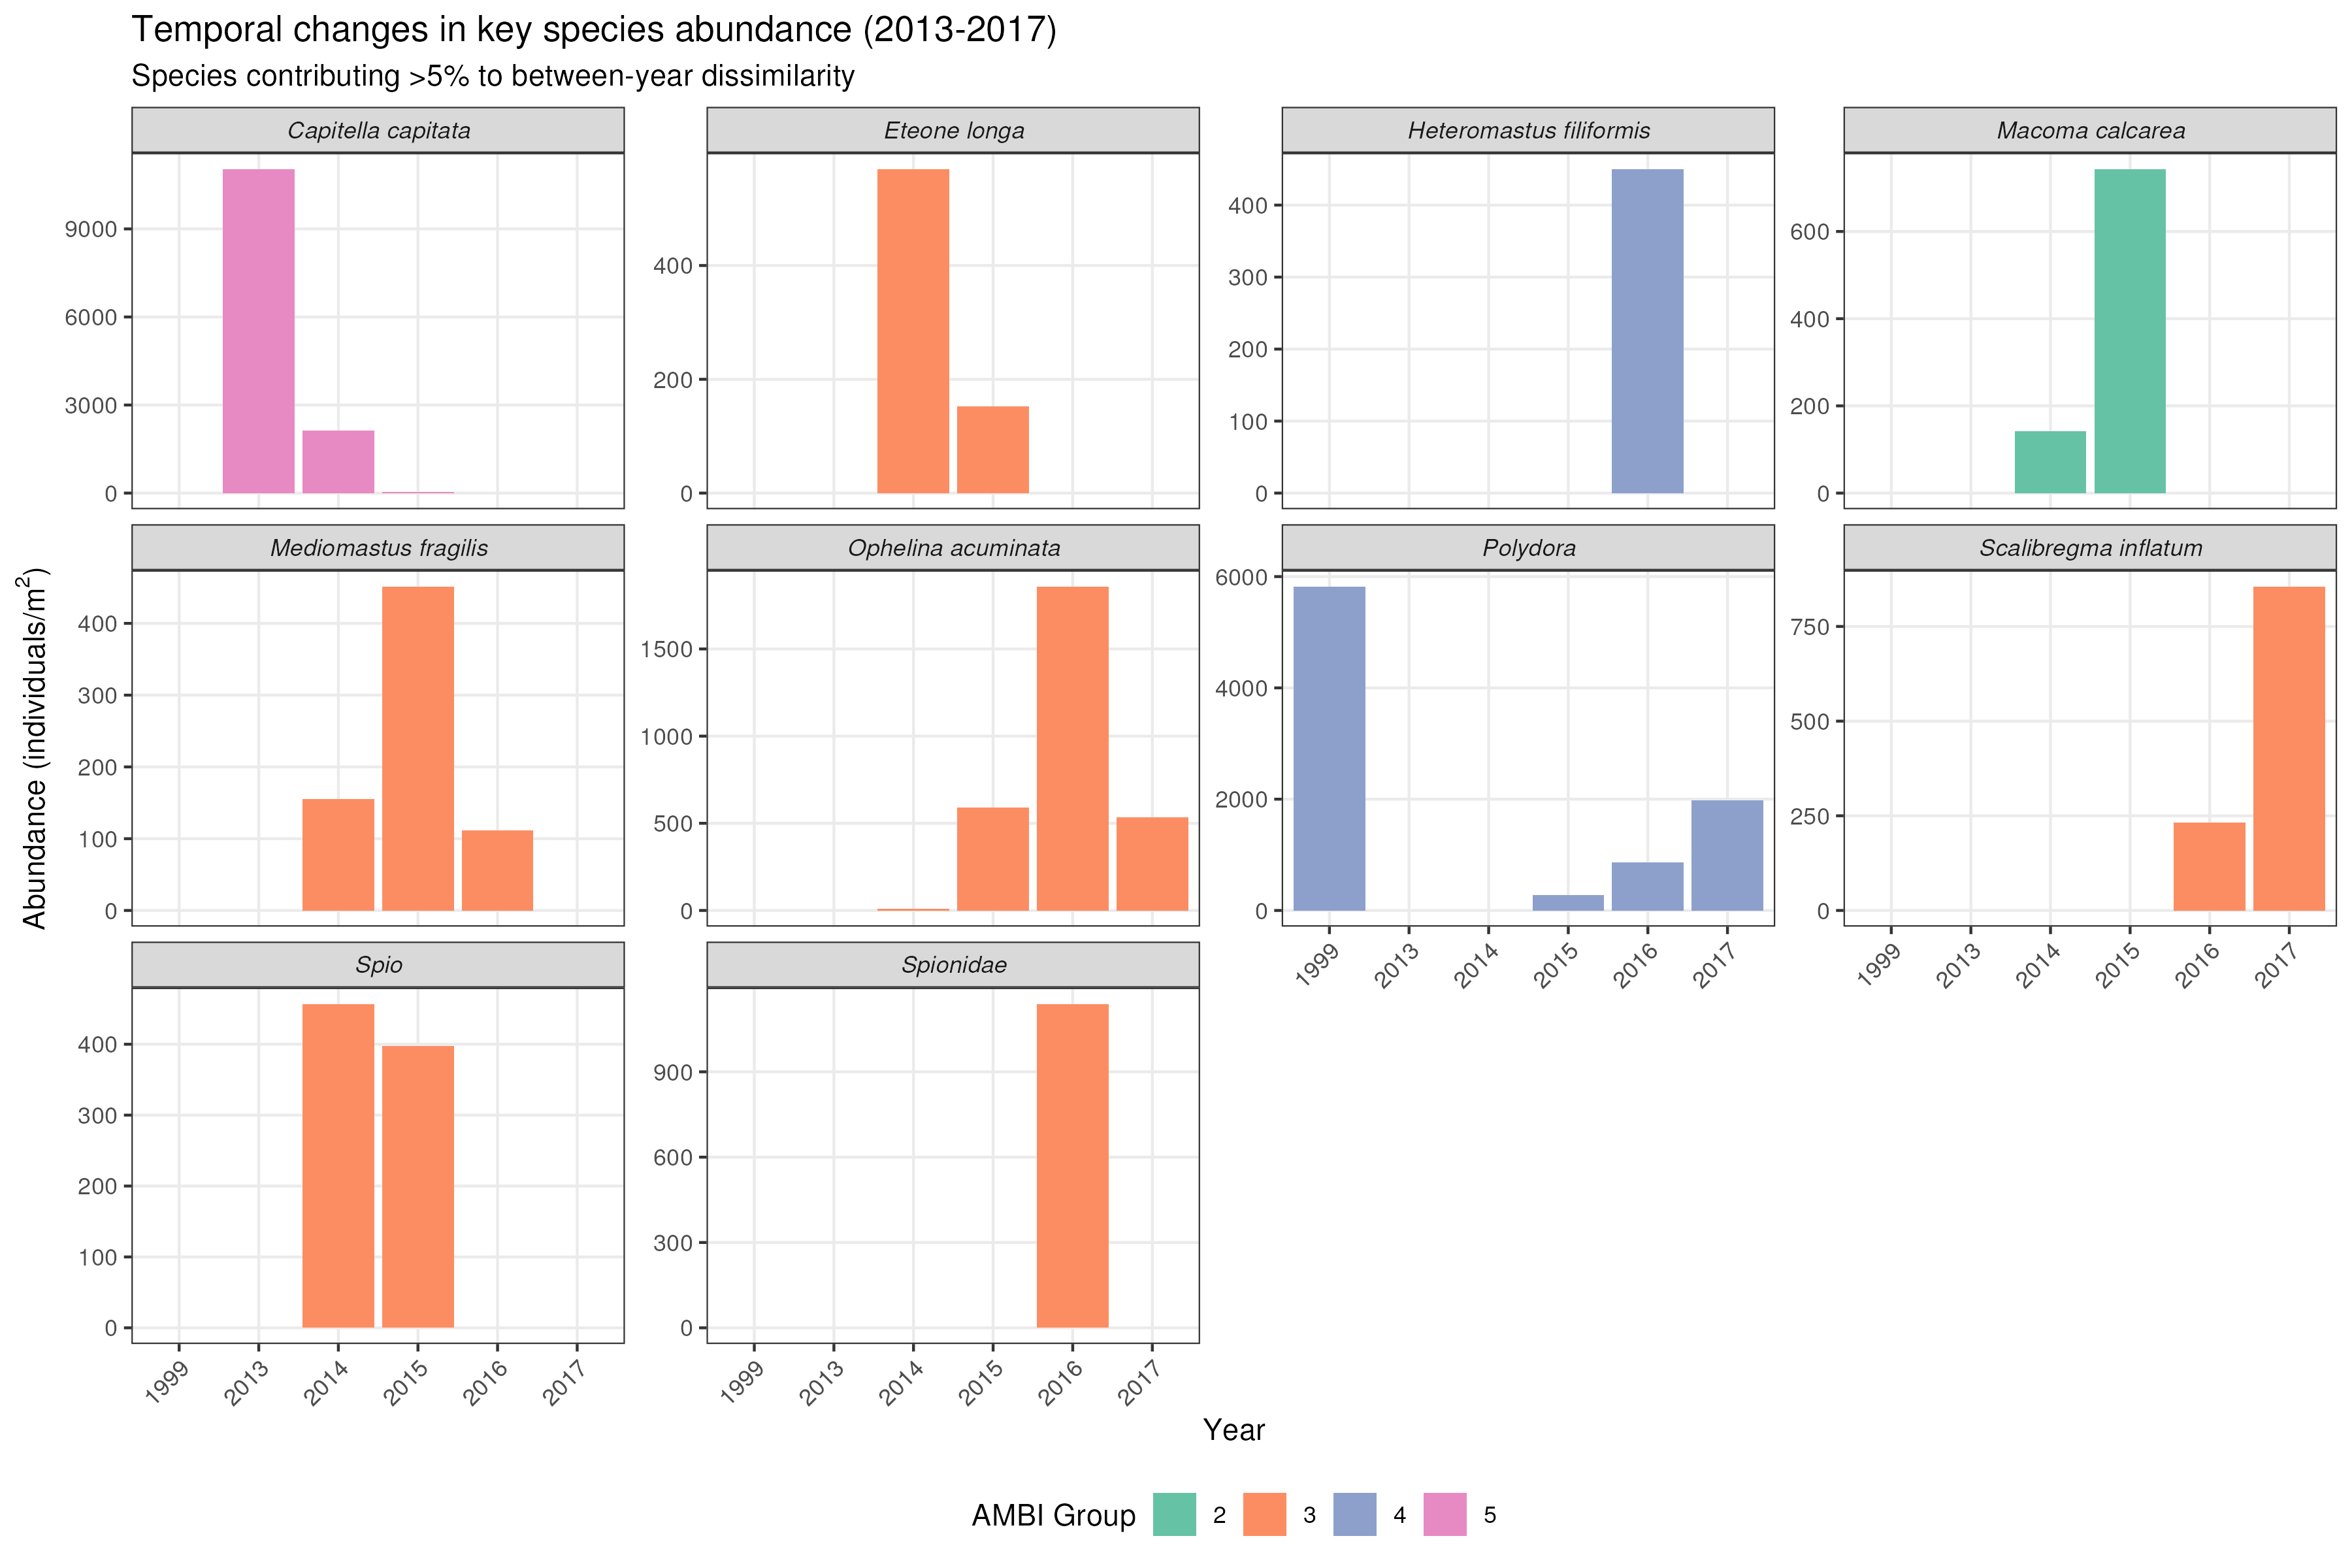 Temporal changes in key species abundance (2013-2017)
Species contributing >5% to between-year dissimilarity
Capitella capitata
Eteone longa
Heteromastus filiformis
Macoma calcarea
9000
6000
3000
0
400
200
0
400
300
200
100
0
600
400
200
0
Mediomastus fragilis
Ophelina acuminata
Polydora
Scalibregma inflatum
400
300
200
100
0
1500
1000
500
0
6000
4000
2000
0
750
500
250
0
1999 2013 2014 2015 2016 2017
1999 2013 2014 2015 2016 2017
Spio
Spionidae
400
300
200
100
0
900
600
300
0
1999 2013 2014 2015 2016 2017
1999 2013 2014 2015 2016 2017
Abundance (individuals/m²)
Year
AMBI Group 2 3 4 5